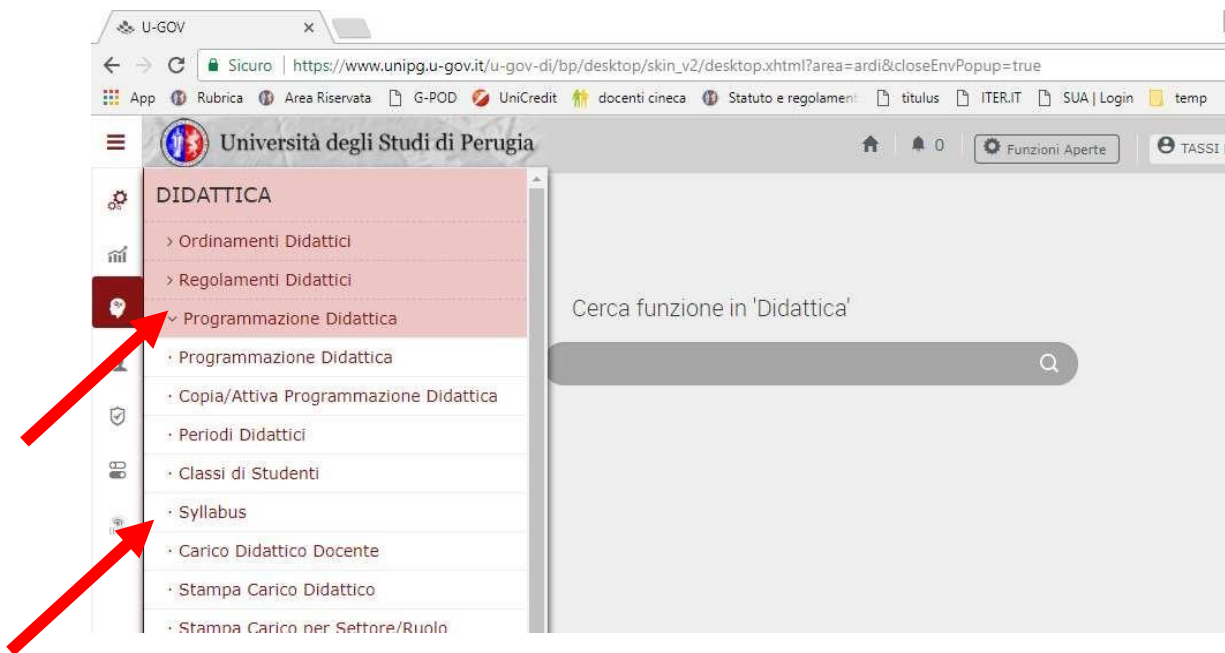 U-GOV
Sicuro | https://www.unipg.u-gov.it/u-gov-di/bp/desktop/skin_v2/desktop.xhtml?area=ardi&closeEnvPopup=true
App Rubrica Area Riservata G-POD UniCredit docenti cineca Statuto e regolament titulus ITER.IT SUA | Login temp
Università degli Studi di Perugia 0 Funzioni Aperte TASSI
DIDATTICA
> Ordinamenti Didattici
> Regolamenti Didattici
Programmazione Didattica
Cerca funzione in 'Didattica'
· Programmazione Didattica
· Copia/Attiva Programmazione Didattica
· Periodi Didattici
· Classi di Studenti
· Syllabus
· Carico Didattico Docente
· Stampa Carico Didattico
· Stampa Carico per Settore/Ruolo